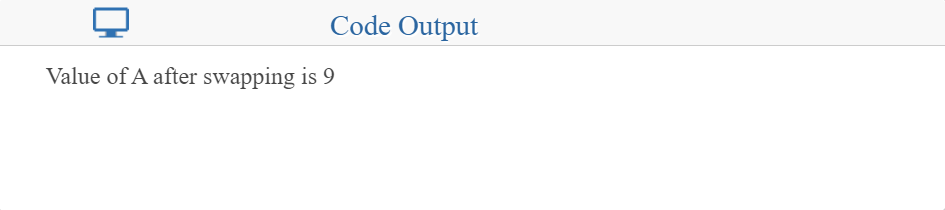 Code Output
Value of A after swapping is 9